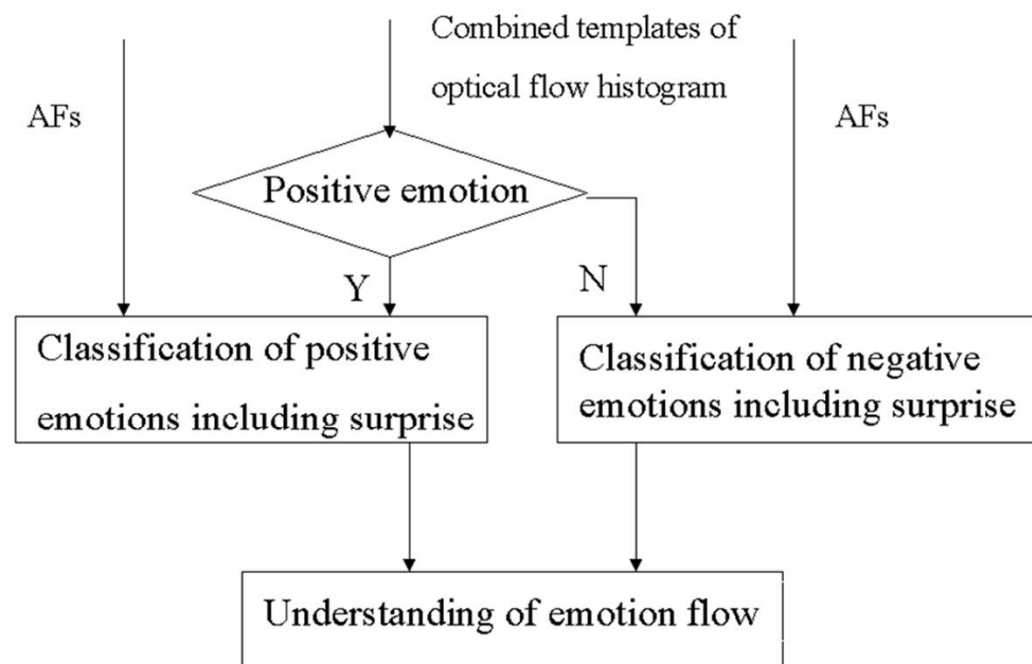 Combined templates of
optical flow histogram
AFs
AFs
Positive emotion
Y
N
Classification of positive
emotions including surprise
Classification of negative
emotions including surprise
Understanding of emotion flow